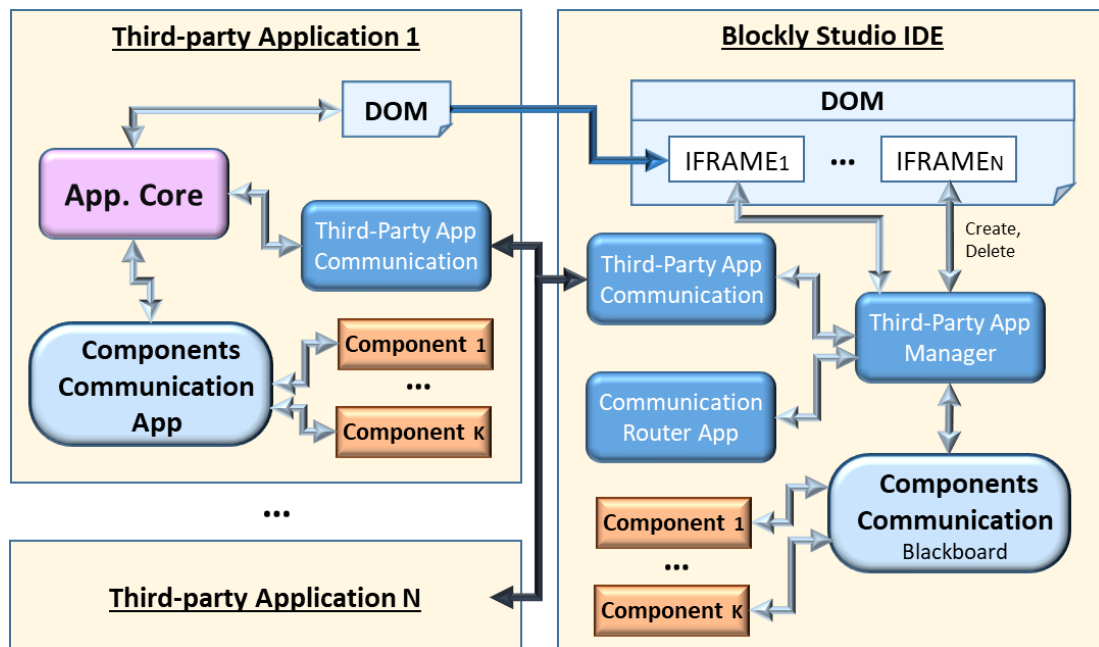 Third-party Application 1
DOM
App. Core
Third-Party App
Communication
Components
Communication
App
Component 1
...
Component K
...
Third-party Application N
Blockly Studio IDE
DOM
IFRAME1
...
IFRAMEN
Create,
Delete
Third-Party App
Communication
Third-Party App
Manager
Communication
Router App
Components
Communication
Blackboard
Component 1
...
Component K